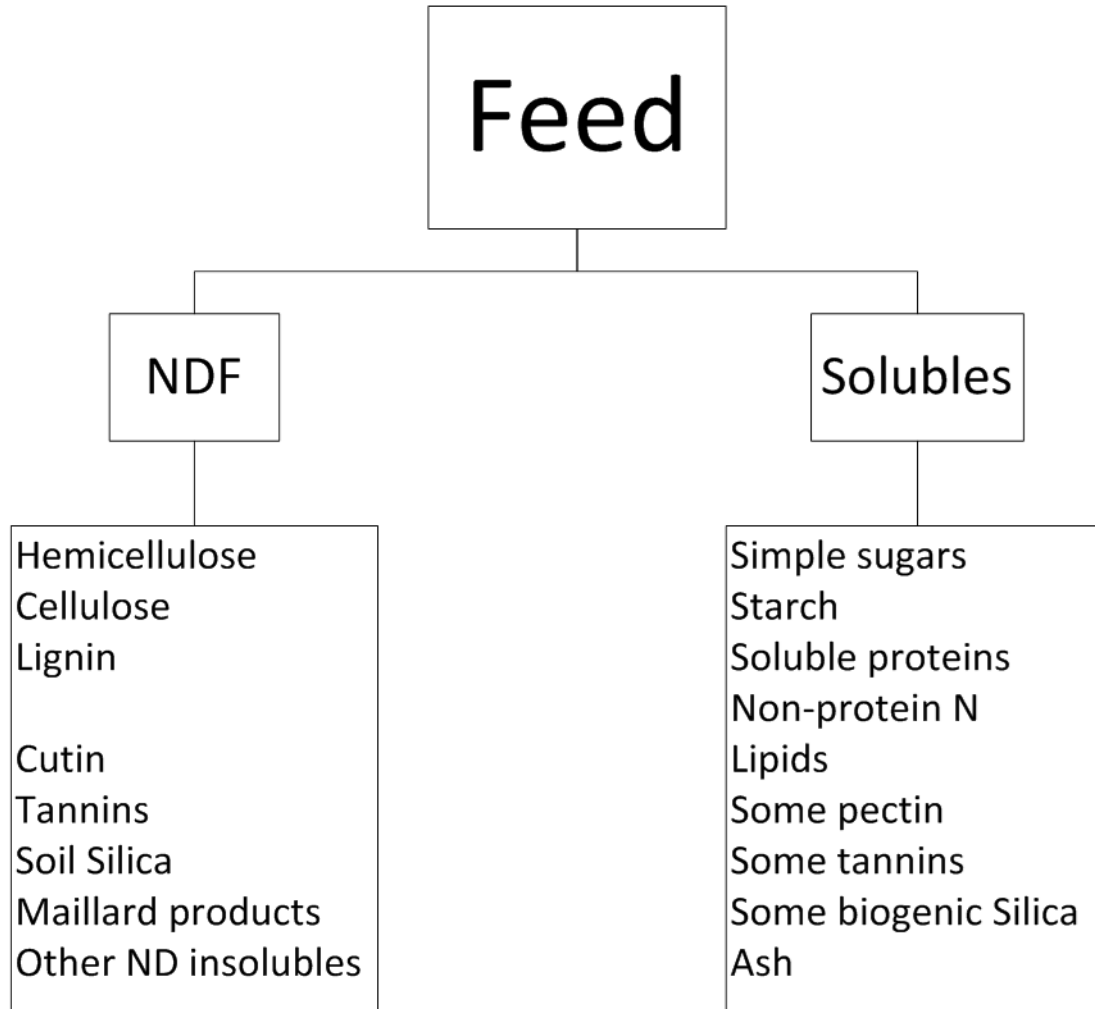 Feed
NDF
Solubles
Hemicellulose
Cellulose
Lignin
Cutin
Tannins
Soil Silica
Maillard products
Other ND insolubles
Simple sugars
Starch
Soluble proteins
Non-protein N
Lipids
Some pectin
Some tannins
Some biogenic Silica
Ash